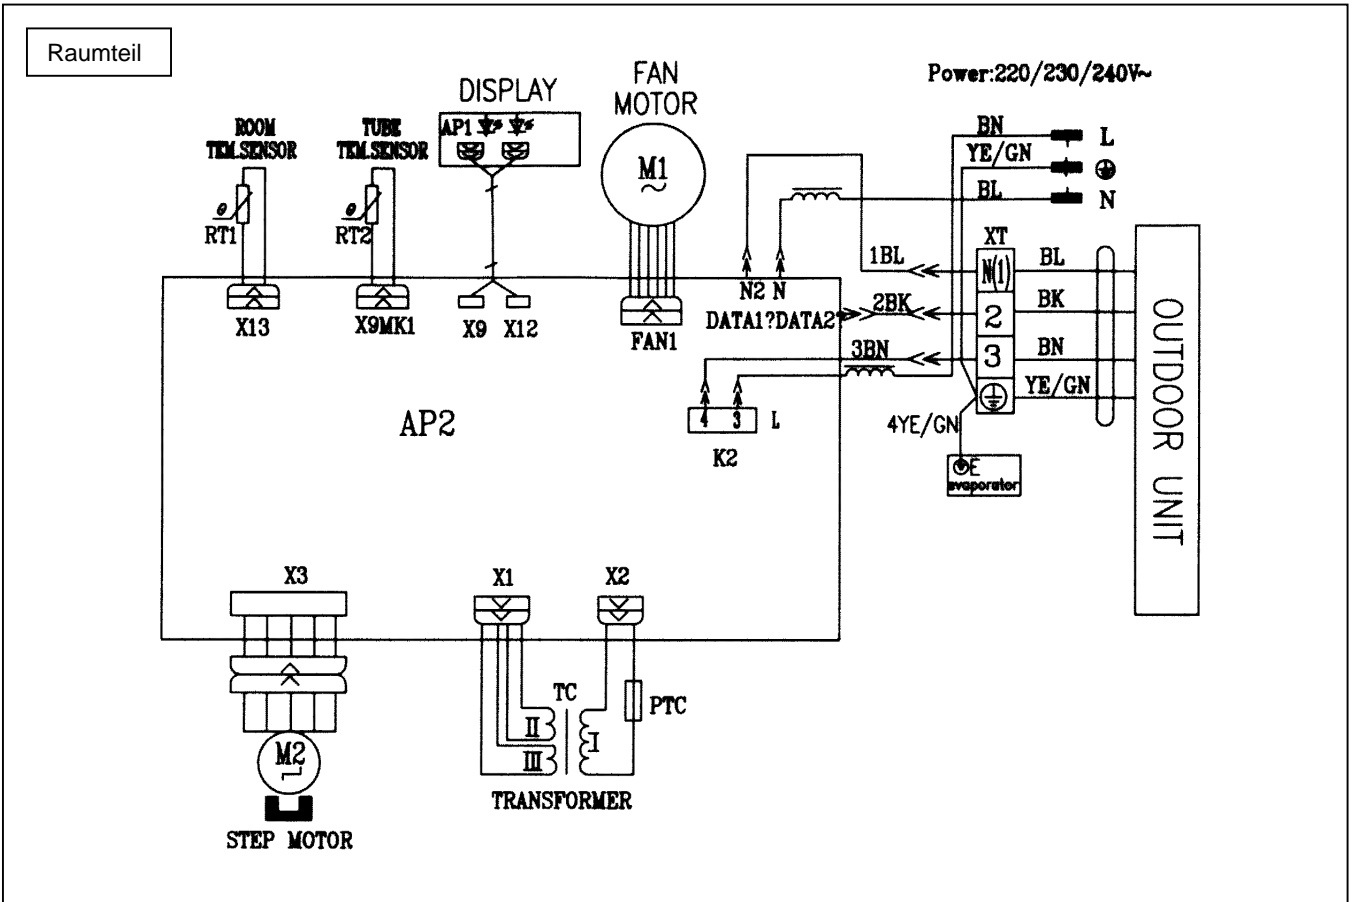 Raumteil
Power:220/230/240V~
FAN
MOTOR
DISPLAY
ROOM
TEM.SENSOR
TUBE
TEM.SENSOR
AP1
M1
~
BN
L
YE/GN
BL
N
θ
RT1
θ
RT2
XT
1BL
N(1)
BL
N2 N
2BK
2
BK
X13
X9MK1
X9
X12
FAN1
DATA1?DATA2
3BN
3
BN
YE/GN
4
3
L
K2
4YE/GN
E
evaporator
OUTDOOR UNIT
AP2
X3
X1
X2
TC
PTC
II
I
III
M2
TRANSFORMER
STEP MOTOR